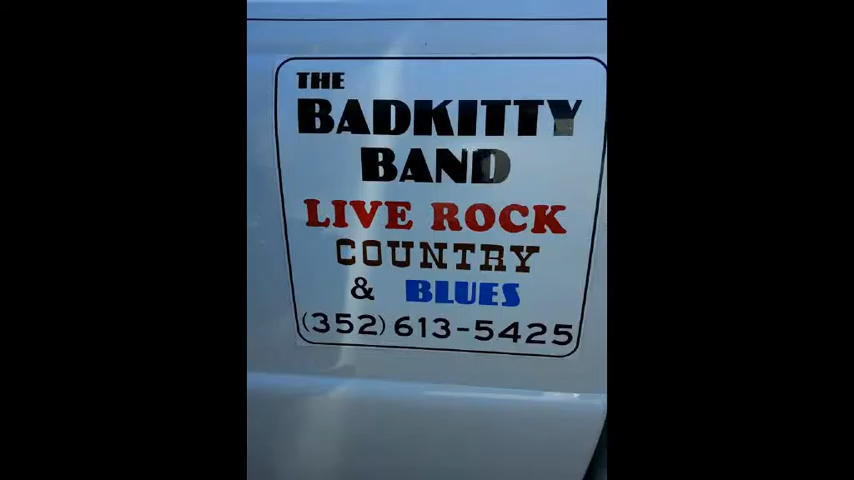 THE
BADKITTY
BAND
LIVE ROCK
COUNTRY
& BLUES
(352) 613-5425